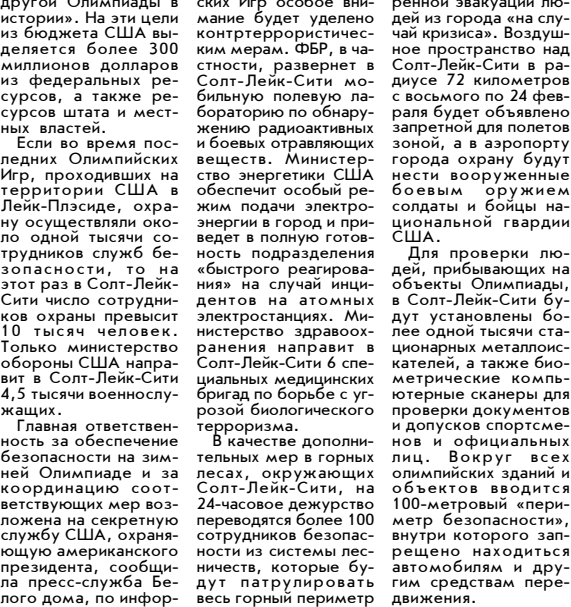 другой Олимпиады в
истории». На эти цели
из бюджета США вы-
деляется более 300
миллионов долларов
из федеральных ре-
сурсов, а также ре-
сурсов штата и мест-
ных властей.
Если во время пос-
ледних Олимпийских
Игр, проходивших на
территории США в
Лейк-Плэсиде, охра-
ну осуществляли око-
ло одной тысячи со-
трудников служб бе-
зопасности, то на
этот раз в Солт-Лейк-
Сити число сотрудни-
ков охраны превысит
10 тысяч человек.
Только министерство
обороны США напра-
вит в Солт-Лейк-Сити
4,5 тысячи военнослу-
жащих.
Главная ответствен-
ность за обеспечение
безопасности на зим-
ней Олимпиаде и за
координацию соот-
ветствующих мер воз-
ложена на секретную
службу США, охраня-
ющую американского
президента, сообщи-
ла пресс-служба Бе-
лого дома, по инфор-
ских Игр особое вни-
мание будет уделено
контртеррористичес-
ким мерам. ФБР, в ча-
стности, развернет в
Солт-Лейк-Сити мо-
бильную полевую ла-
бораторию по обнару-
жению радиоактивных
и боевых отравляющих
веществ. Министер-
ство энергетики США
обеспечит особый ре-
жим подачи электро-
энергии в город и при-
ведет в полную готов-
ность подразделения
«быстрого реагирова-
ния» на случай инци-
дентов на атомных
электростанциях. Ми-
нистерство здравоох-
ранения направит в
Солт-Лейк-Сити 6 спе-
циальных медицинских
бригад по борьбе с уг-
розой биологического
терроризма.
В качестве дополни-
тельных мер в горных
лесах, окружающих
Солт-Лейк-Сити, на
24-часовое дежурство
переводятся более 100
сотрудников безопас-
ности из системы лес-
ничеств, которые бу-
дут патрулировать
весь горный периметр
ренной эвакуации лю-
дей из города «на слу-
чай кризиса». Воздуш-
ное пространство над
Солт-Лейк-Сити в ра-
диусе 72 километров
с восьмого по 24 фев-
раля будет объявлено
запретной для полетов
зоной, а в аэропорту
города охрану будут
нести вооруженные
боевым оружием
солдаты и бойцы на-
циональной гвардии
США.
Для проверки лю-
дей, прибывающих на
объекты Олимпиады,
в Солт-Лейк-Сити бу-
дут установлены бо-
лее одной тысячи ста-
ционарных металлоис-
кателей, а также био-
метрические компь-
ютерные сканеры для
проверки документов
и допусков спортсме-
нов и официальных
лиц. Вокруг всех
олимпийских зданий и
объектов вводится
100-метровый «пери-
метр безопасности»,
внутри которого зап-
рещено находиться
автомобилям и дру-
гим средствам пере-
движения.